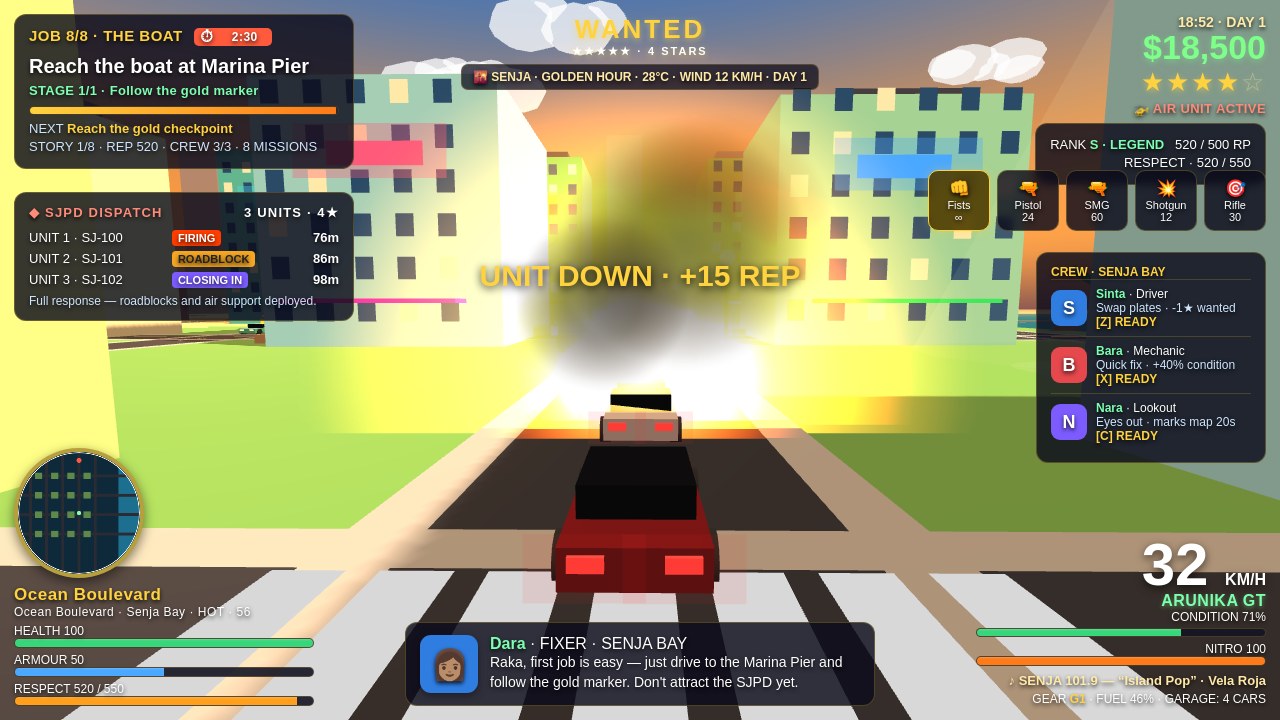 JOB 8/8 · THE BOAT ⏱ 2:30
Reach the boat at Marina Pier
STAGE 1/1 · Follow the gold marker
NEXT Reach the gold checkpoint
STORY 1/8 · REP 520 · CREW 3/3 · 8 MISSIONS
◆ SJPD DISPATCH 3 UNITS · 4★
UNIT 1 · SJ-100 FIRING 76m
UNIT 2 · SJ-101 ROADBLOCK 86m
UNIT 3 · SJ-102 CLOSING IN 98m
Full response — roadblocks and air support deployed.
WANTED
★★★★★ · 4 STARS
🌇 SENJA · GOLDEN HOUR · 28°C · WIND 12 KM/H · DAY 1
18:52 · DAY 1
$18,500
★★★★☆
🚁 AIR UNIT ACTIVE
RANK S · LEGEND 520 / 500 RP
RESPECT · 520 / 550
Fists
∞
Pistol
24
SMG
60
Shotgun
12
Rifle
30
UNIT DOWN · +15 REP
CREW · SENJA BAY
S
Sinta · Driver
Swap plates · -1★ wanted
[Z] READY
B
Bara · Mechanic
Quick fix · +40% condition
[X] READY
N
Nara · Lookout
Eyes out · marks map 20s
[C] READY
Ocean Boulevard
Ocean Boulevard · Senja Bay · HOT · 56
HEALTH 100
ARMOUR 50
RESPECT 520 / 550
Dara · FIXER · SENJA BAY
Raka, first job is easy — just drive to the Marina Pier and
follow the gold marker. Don't attract the SJPD yet.
32 KM/H
ARUNIKA GT
CONDITION 71%
NITRO 100
♪ SENJA 101.9 — “Island Pop” · Vela Roja
GEAR G1 · FUEL 46% · GARAGE: 4 CARS